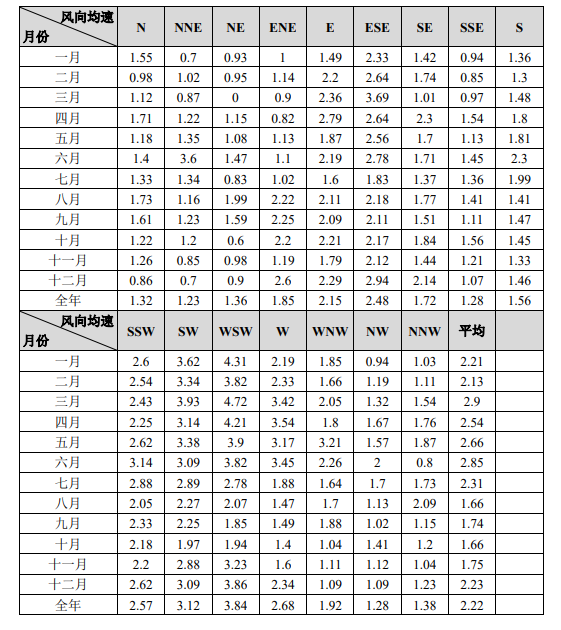 风向均速 月份 N NNE NE ENE E ESE SE SSE S
一月 1.55 0.7 0.93 1 1.49 2.33 1.42 0.94 1.36
二月 0.98 1.02 0.95 1.14 2.2 2.64 1.74 0.85 1.3
三月 1.12 0.87 0 0.9 2.36 3.69 1.01 0.97 1.48
四月 1.71 1.22 1.15 0.82 2.79 2.64 2.3 1.54 1.8
五月 1.18 1.35 1.08 1.13 1.87 2.56 1.7 1.13 1.81
六月 1.4 3.6 1.47 1.1 2.19 2.78 1.71 1.45 2.3
七月 1.33 1.34 0.83 1.02 1.6 1.83 1.37 1.36 1.99
八月 1.73 1.16 1.99 2.22 2.11 2.18 1.77 1.41 1.41
九月 1.61 1.23 1.59 2.25 2.09 2.11 1.51 1.11 1.47
十月 1.22 1.2 0.6 2.2 2.21 2.17 1.84 1.56 1.45
十一月 1.26 0.85 0.98 1.19 1.79 2.12 1.44 1.21 1.33
十二月 0.86 0.7 0.9 2.6 2.29 2.94 2.14 1.07 1.46
全年 1.32 1.23 1.36 1.85 2.15 2.48 1.72 1.28 1.56
风向均速 月份 SSW SW WSW W WNW NW NNW 平均
一月 2.6 3.62 4.31 2.19 1.85 0.94 1.03 2.21
二月 2.54 3.34 3.82 2.33 1.66 1.19 1.11 2.13
三月 2.43 3.93 4.72 3.42 2.05 1.32 1.54 2.9
四月 2.25 3.14 4.21 3.54 1.8 1.67 1.76 2.54
五月 2.62 3.38 3.9 3.17 3.21 1.57 1.87 2.66
六月 3.14 3.09 3.82 3.45 2.26 2 0.8 2.85
七月 2.88 2.89 2.78 1.88 1.64 1.7 1.73 2.31
八月 2.05 2.27 2.07 1.47 1.7 1.13 2.09 1.66
九月 2.33 2.25 1.85 1.49 1.88 1.02 1.15 1.74
十月 2.18 1.97 1.94 1.4 1.04 1.41 1.2 1.66
十一月 2.2 2.88 3.23 1.6 1.11 1.12 1.04 1.75
十二月 2.62 3.09 3.86 2.34 1.09 1.09 1.23 2.23
全年 2.57 3.12 3.84 2.68 1.92 1.28 1.38 2.22